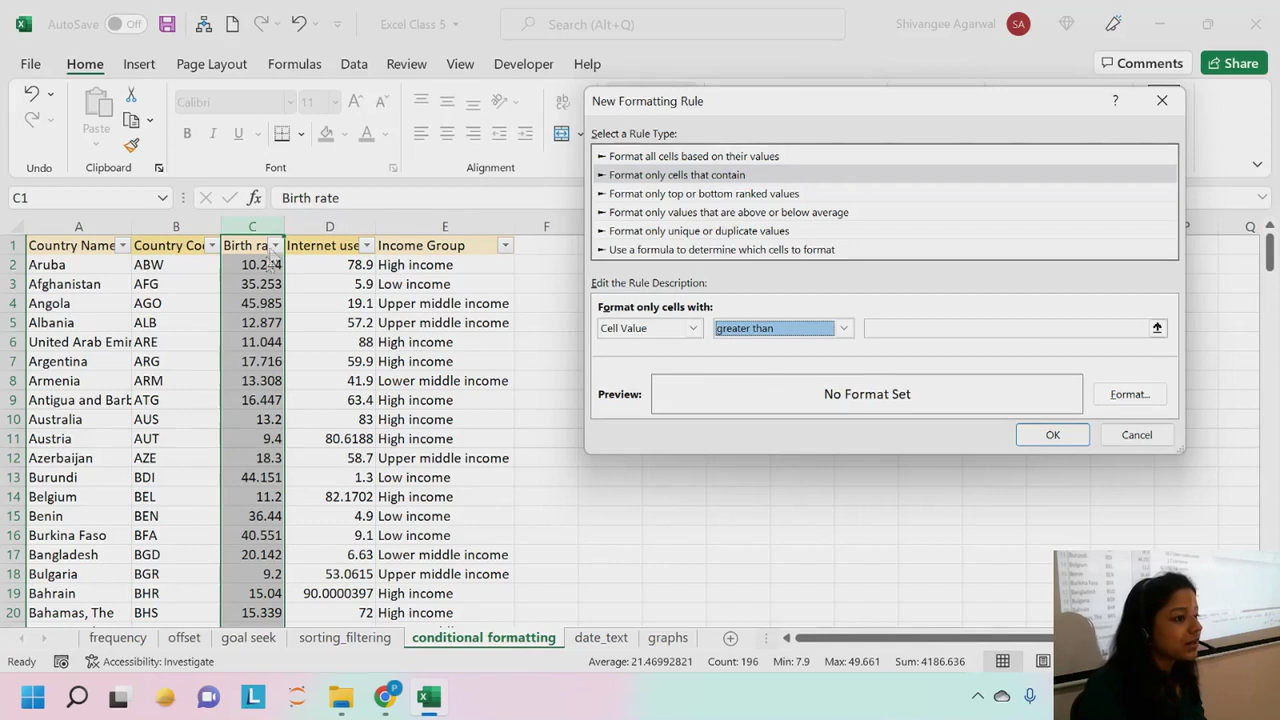 AutoSave Off Excel Class 5 Search (Alt+Q) Shivangee Agarwal SA
File Home Insert Page Layout Formulas Data Review View Developer Help Comments Share
Calibri 11
Paste
B I U A
Undo Clipboard Font Alignment
C1 fx Birth rate
A B C D E F Q
1 Country Name Country Co Birth ra Internet use Income Group
2 Aruba ABW 10.244 78.9 High income
3 Afghanistan AFG 35.253 5.9 Low income
4 Angola AGO 45.985 19.1 Upper middle income
5 Albania ALB 12.877 57.2 Upper middle income
6 United Arab Emir ARE 11.044 88 High income
7 Argentina ARG 17.716 59.9 High income
8 Armenia ARM 13.308 41.9 Lower middle income
9 Antigua and Barb ATG 16.447 63.4 High income
10 Australia AUS 13.2 83 High income
11 Austria AUT 9.4 80.6188 High income
12 Azerbaijan AZE 18.3 58.7 Upper middle income
13 Burundi BDI 44.151 1.3 Low income
14 Belgium BEL 11.2 82.1702 High income
15 Benin BEN 36.44 4.9 Low income
16 Burkina Faso BFA 40.551 9.1 Low income
17 Bangladesh BGD 20.142 6.63 Lower middle income
18 Bulgaria BGR 9.2 53.0615 Upper middle income
19 Bahrain BHR 15.04 90.0000397 High income
20 Bahamas, The BHS 15.339 72 High income
New Formatting Rule ?
Select a Rule Type:
► Format all cells based on their values
► Format only cells that contain
► Format only top or bottom ranked values
► Format only values that are above or below average
► Format only unique or duplicate values
► Use a formula to determine which cells to format
Edit the Rule Description:
Format only cells with:
Cell Value greater than
Preview: No Format Set Format...
OK Cancel
frequency offset goal seek sorting_filtering conditional formatting date_text graphs
Ready Accessibility: Investigate Average: 21.46992821 Count: 196 Min: 7.9 Max: 49.661 Sum: 4186.636